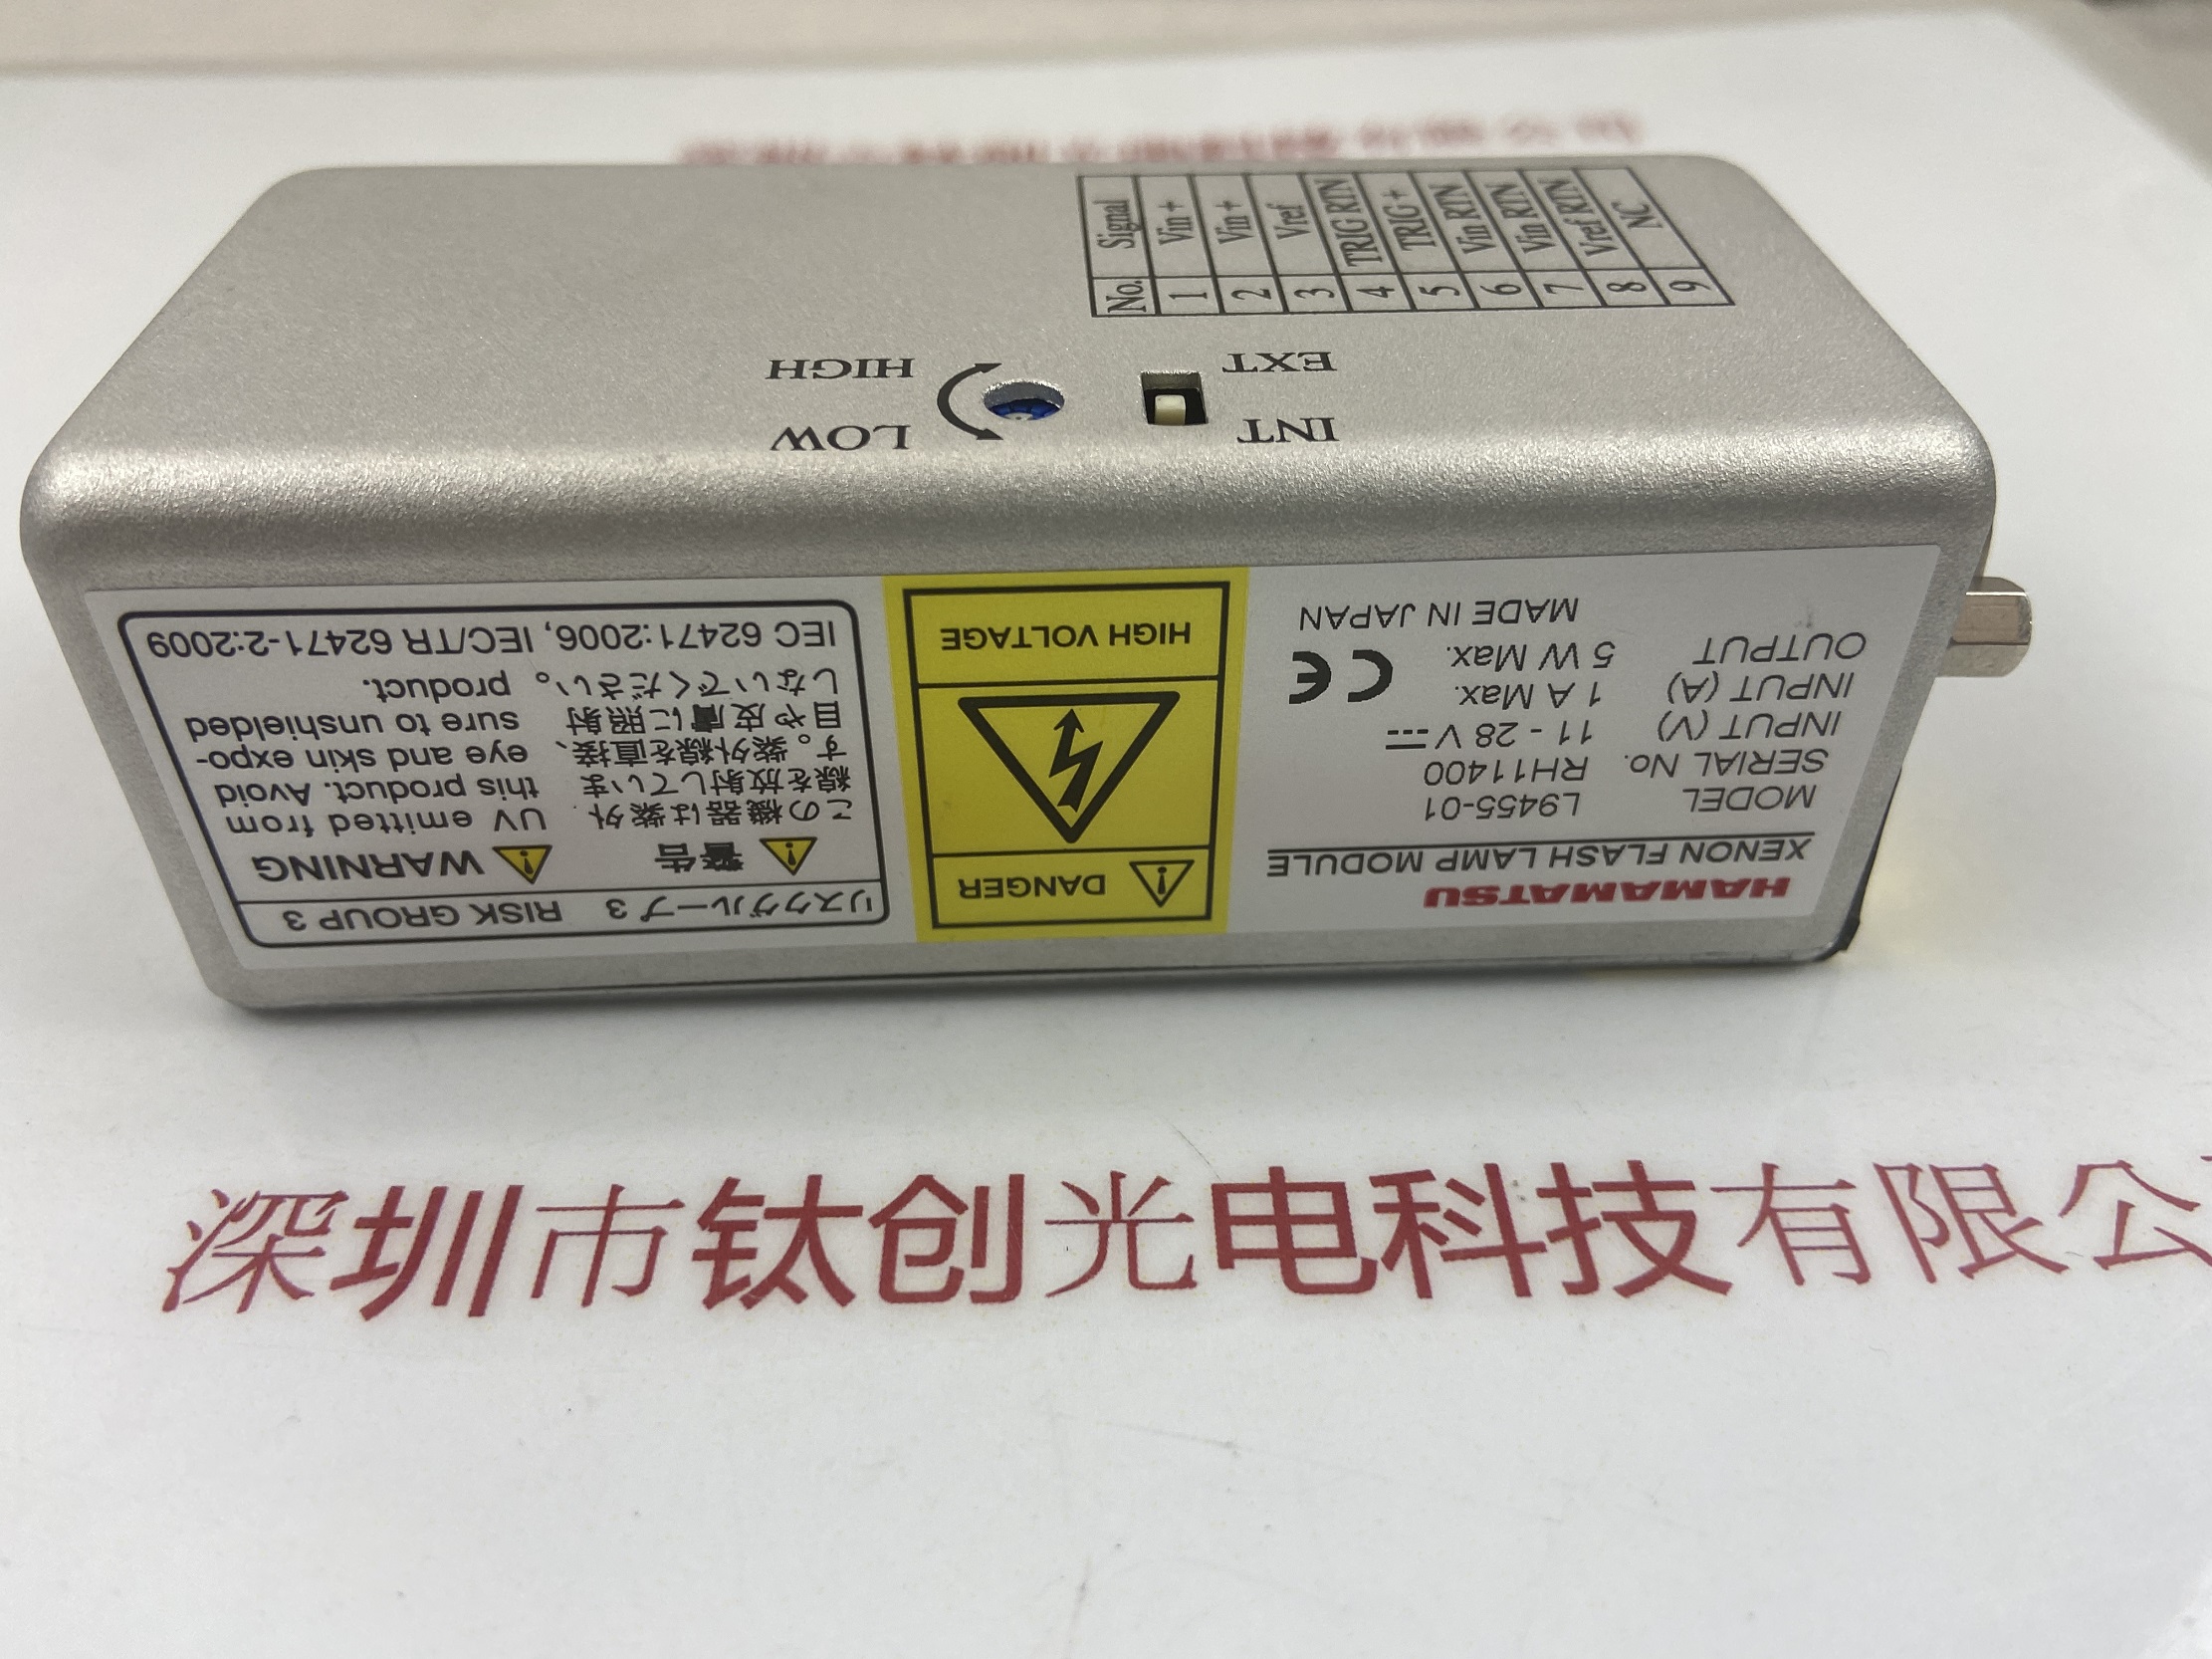 No. Signal
1 Vin +
2 Vin +
3 Vref
4 TRIG RTN
5 TRIG +
6 Vin RTN
7 Vin RTN
8 Vref RTN
9 NC
INT
EXT
LOW
HIGH
HAMAMATSU
XENON FLASH LAMP MODULE
MODEL L9455-01
SERIAL No. RH11400
INPUT (V) 11 - 28 V
INPUT (A) 1 A Max.
OUTPUT 5 W Max.
CE
MADE IN JAPAN
DANGER
HIGH VOLTAGE
リスクグループ 3 RISK GROUP 3
警告
この機器は紫外
線を放射していま
す。紫外線を直接、
目や皮膚に照射
しないでください。
WARNING
UV emitted from
this product. Avoid
eye and skin expo-
sure to unshielded
product.
IEC 62471:2006, IEC/TR 62471-2:2009
深圳市钛创光电科技有限公